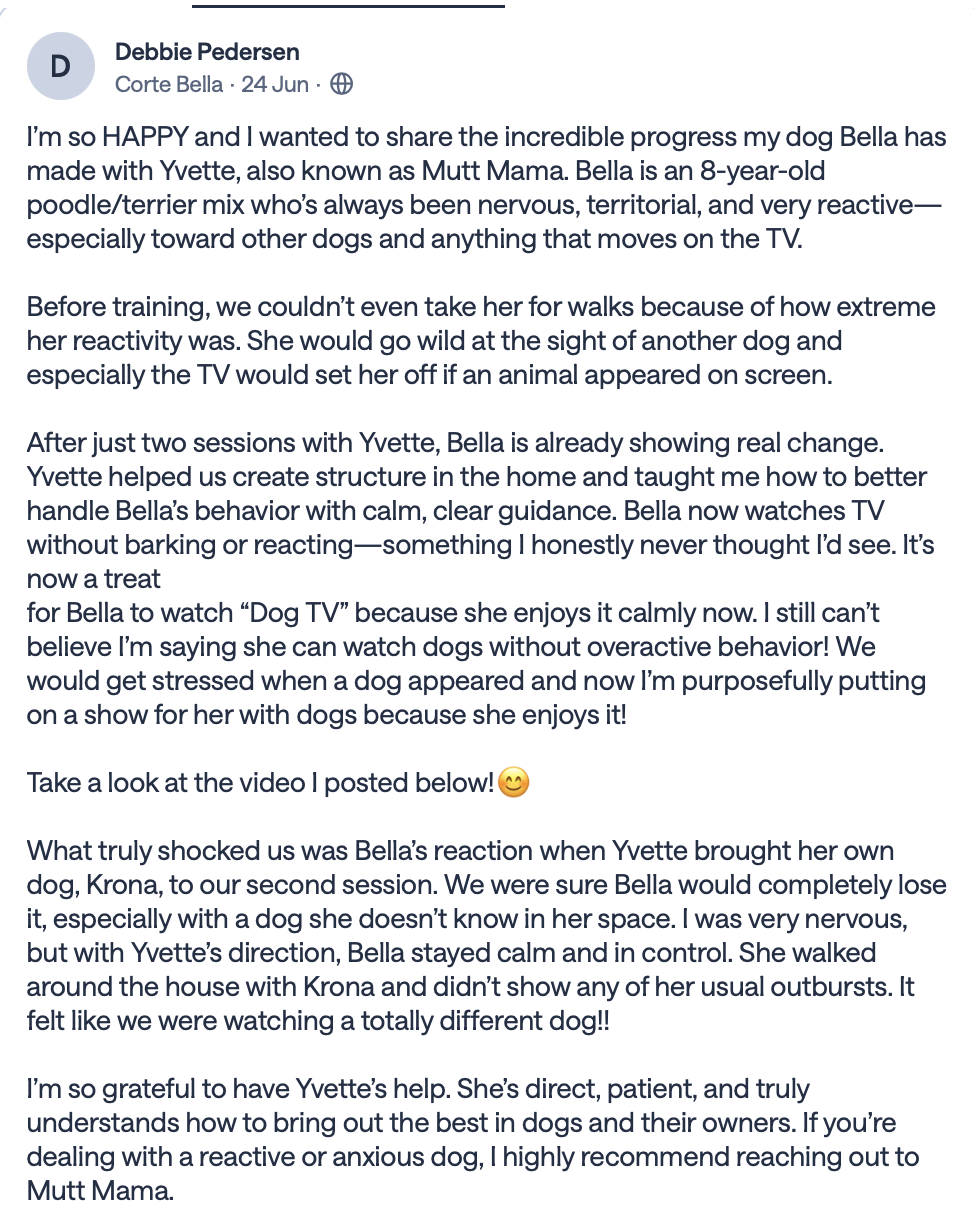 D
Debbie Pedersen
Corte Bella · 24 Jun ·
I’m so HAPPY and I wanted to share the incredible progress my dog Bella has
made with Yvette, also known as Mutt Mama. Bella is an 8-year-old
poodle/terrier mix who’s always been nervous, territorial, and very reactive—
especially toward other dogs and anything that moves on the TV.
Before training, we couldn’t even take her for walks because of how extreme
her reactivity was. She would go wild at the sight of another dog and
especially the TV would set her off if an animal appeared on screen.
After just two sessions with Yvette, Bella is already showing real change.
Yvette helped us create structure in the home and taught me how to better
handle Bella’s behavior with calm, clear guidance. Bella now watches TV
without barking or reacting—something I honestly never thought I’d see. It’s
now a treat
for Bella to watch “Dog TV” because she enjoys it calmly now. I still can’t
believe I’m saying she can watch dogs without overactive behavior! We
would get stressed when a dog appeared and now I’m purposefully putting
on a show for her with dogs because she enjoys it!
Take a look at the video I posted below!😊
What truly shocked us was Bella’s reaction when Yvette brought her own
dog, Krona, to our second session. We were sure Bella would completely lose
it, especially with a dog she doesn’t know in her space. I was very nervous,
but with Yvette’s direction, Bella stayed calm and in control. She walked
around the house with Krona and didn’t show any of her usual outbursts. It
felt like we were watching a totally different dog!!
I’m so grateful to have Yvette’s help. She’s direct, patient, and truly
understands how to bring out the best in dogs and their owners. If you’re
dealing with a reactive or anxious dog, I highly recommend reaching out to
Mutt Mama.